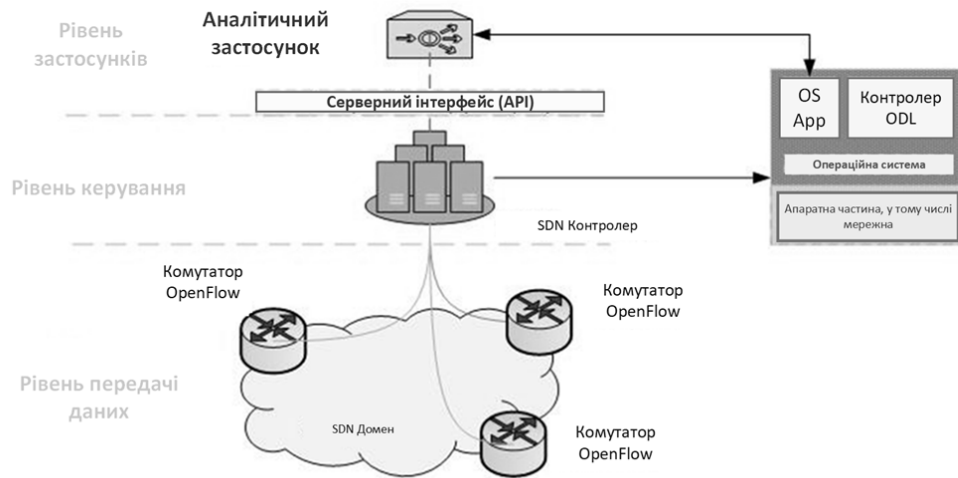 Рівень
застосунків
Аналітичний
застосунок
Серверний інтерфейс (API)
OS
App
Контролер
ODL
Операційна система
Апаратна частина, у тому числі
мережна
Рівень керування
SDN Контролер
Комутатор
OpenFlow
Комутатор
OpenFlow
Рівень передачі
даних
SDN Домен
Комутатор
OpenFlow